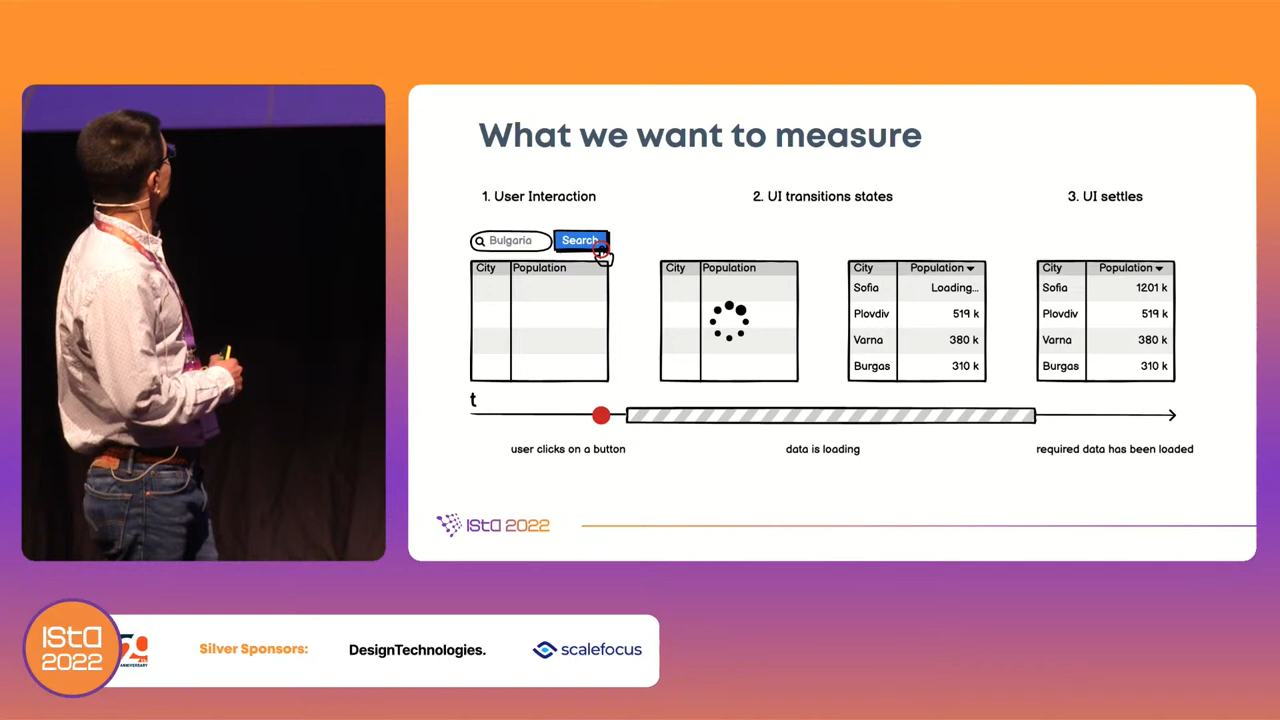 What we want to measure
1. User Interaction
2. UI transitions states
3. UI settles
Bulgaria
Search
City Population
City Population
City Population
Sofia Loading...
Plovdiv 519 k
Varna 380 k
Burgas 310 k
City Population
Sofia 1201 k
Plovdiv 519 k
Varna 380 k
Burgas 310 k
t
user clicks on a button
data is loading
required data has been loaded
ISTA 2022
ISTA
2022
ANNIVERSARY
Silver Sponsors:
DesignTechnologies.
scalefocus